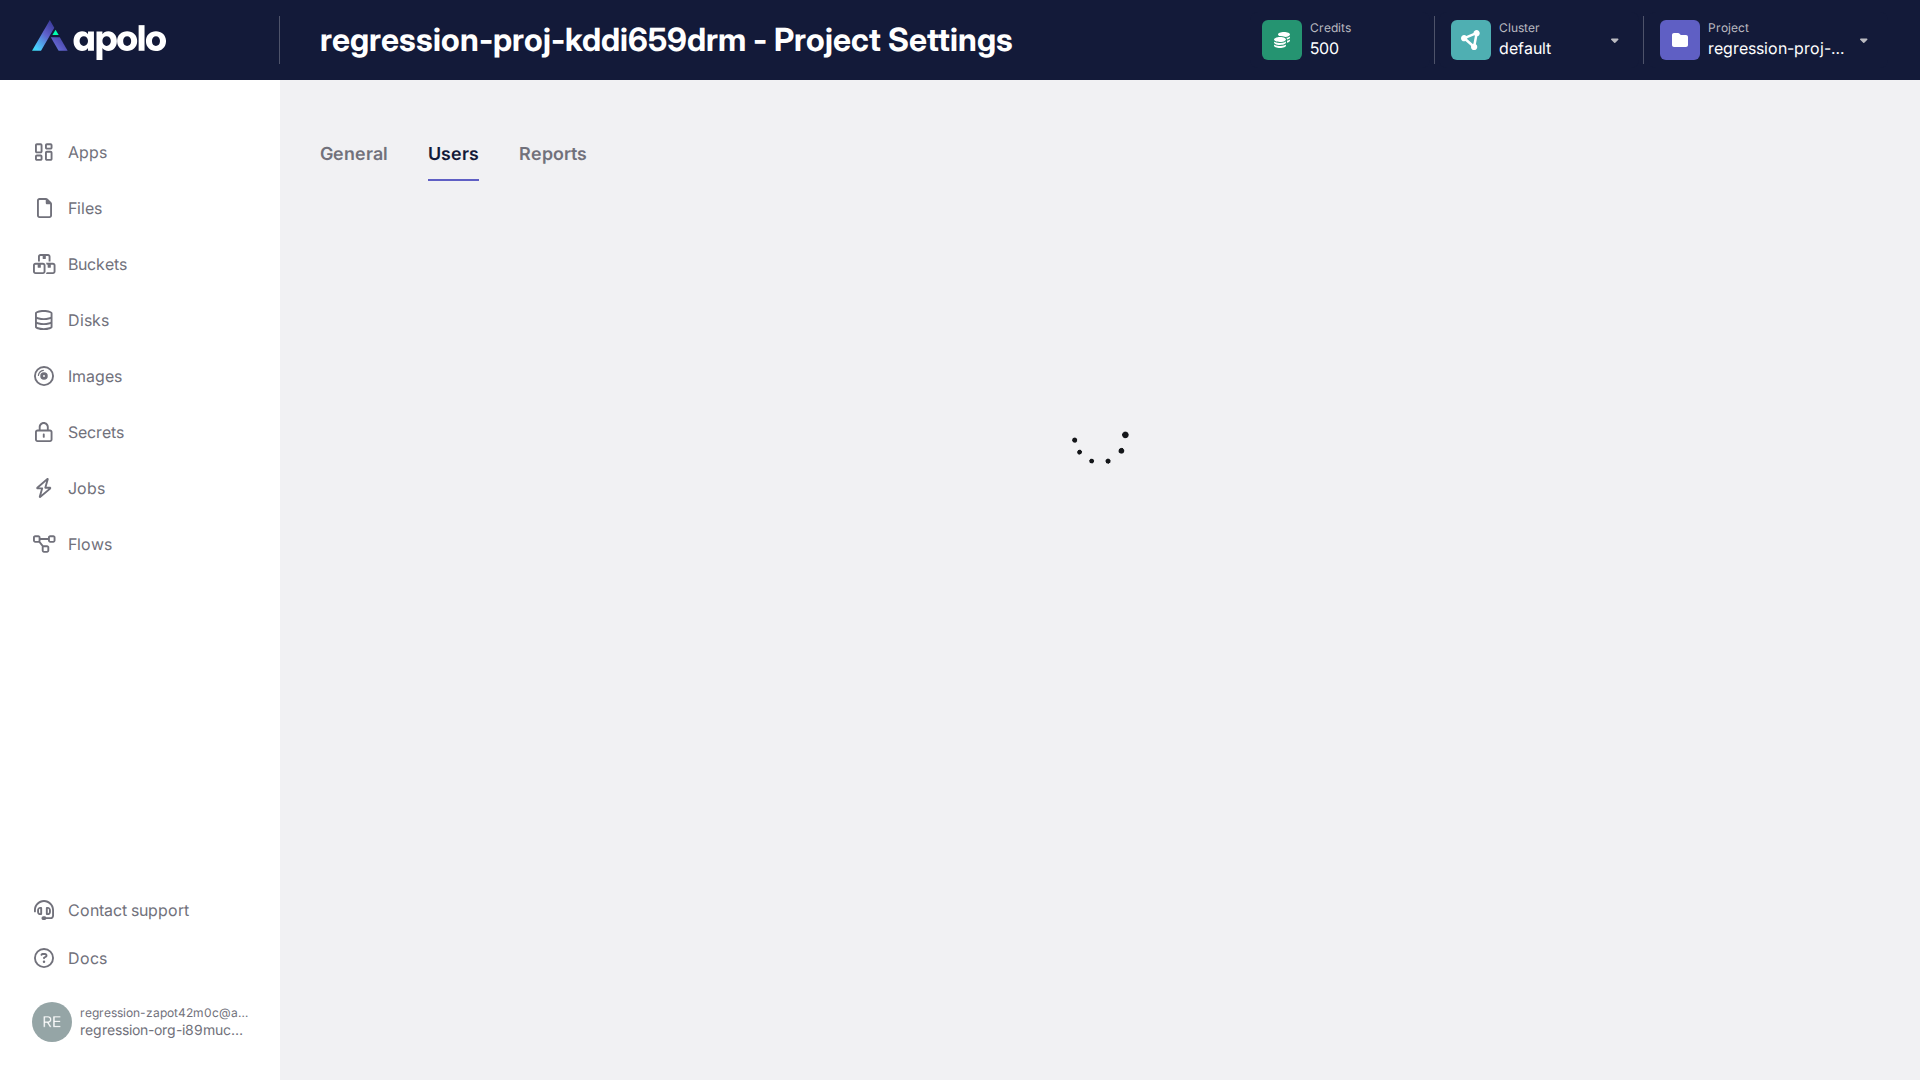 apolo
regression-proj-kddi659drm - Project Settings
Credits
500
Cluster
default
Project
regression-proj-...
Apps
Files
Buckets
Disks
Images
Secrets
Jobs
Flows
General
Users
Reports
Contact support
Docs
RE
regression-zapot42m0c@a...
regression-org-i89muc...